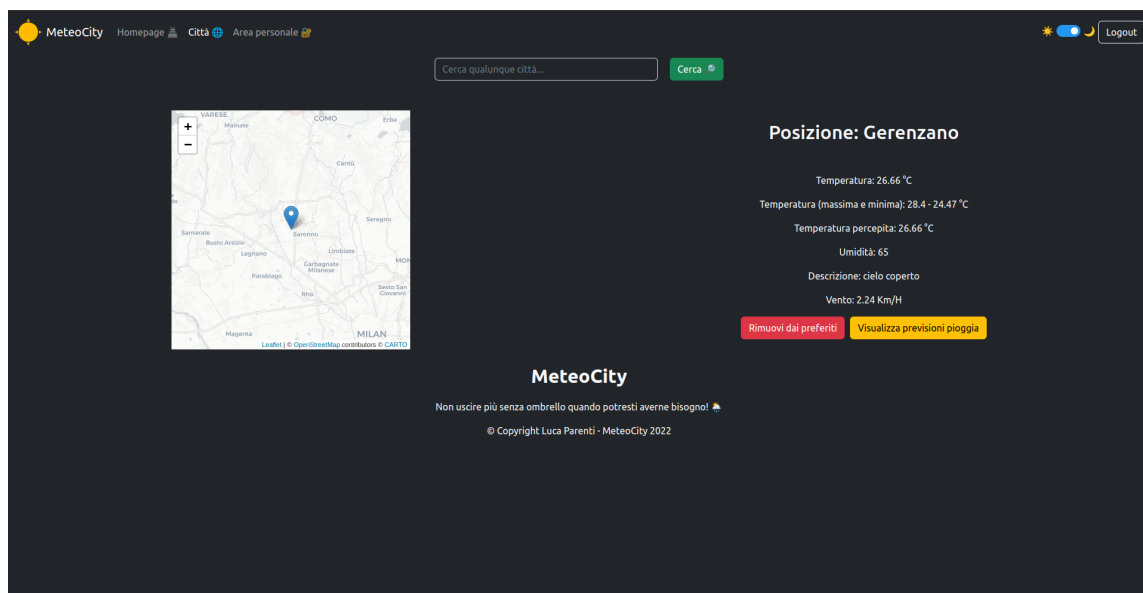 MeteoCity Homepage Città Area personale Logout
Cerca qualunque città... Cerca
+
−
VARESE
COMO
Erba
Malnate
Cantù
Seregno
Samarate
Saronno
Busto Arsizio
Legnano
Limbiate
Garbagnate
Milanese
MON
Parabiago
Rho
Sesto San
Giovanni
Magenta
MILAN
Leaflet | © OpenStreetMap contributors © CARTO
Posizione: Gerenzano
Temperatura: 26.66 °C
Temperatura (massima e minima): 28.4 - 24.47 °C
Temperatura percepita: 26.66 °C
Umidità: 65
Descrizione: cielo coperto
Vento: 2.24 Km/H
Rimuovi dai preferiti Visualizza previsioni pioggia
MeteoCity
Non uscire più senza ombrello quando potresti averne bisogno!
© Copyright Luca Parenti - MeteoCity 2022